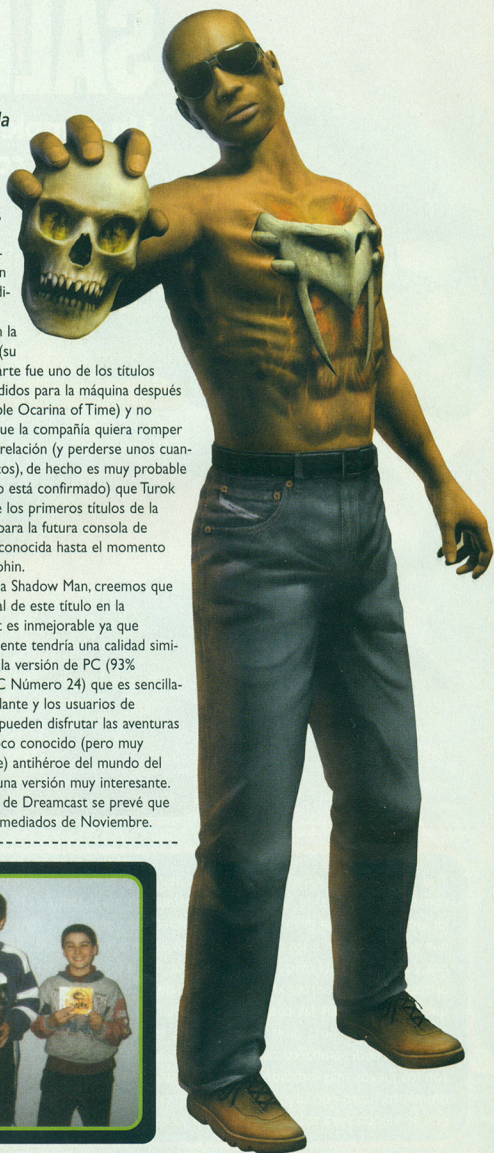 la
-
n
di-
n la
(su
arte fue uno de los títulos
didos para la máquina después
ble Ocarina of Time) y no
que la compañía quiera romper
relación (y perderse unos cuan-
cos), de hecho es muy probable
o está confirmado) que Turok
e los primeros títulos de la
para la futura consola de
conocida hasta el momento
phin.
a Shadow Man, creemos que
al de este título en la
t es inmejorable ya que
ente tendría una calidad simi-
la versión de PC (93%
C Número 24) que es sencilla-
lante y los usuarios de
pueden disfrutar las aventuras
oco conocido (pero muy
e) antihéroe del mundo del
una versión muy interesante.
de Dreamcast se prevé que
mediados de Noviembre.